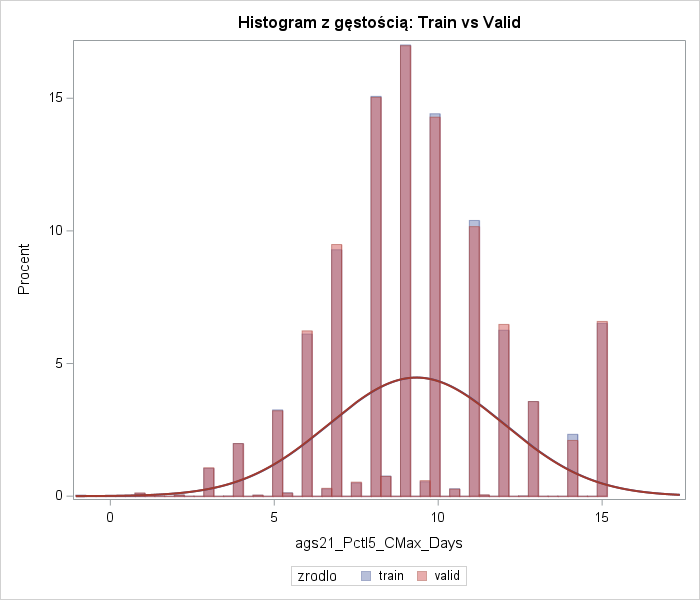 Histogram z gęstością: Train vs Valid
Procent
15
10
5
0
0 5 10 15
ags21_Pctl5_CMax_Days
zrodlo train valid